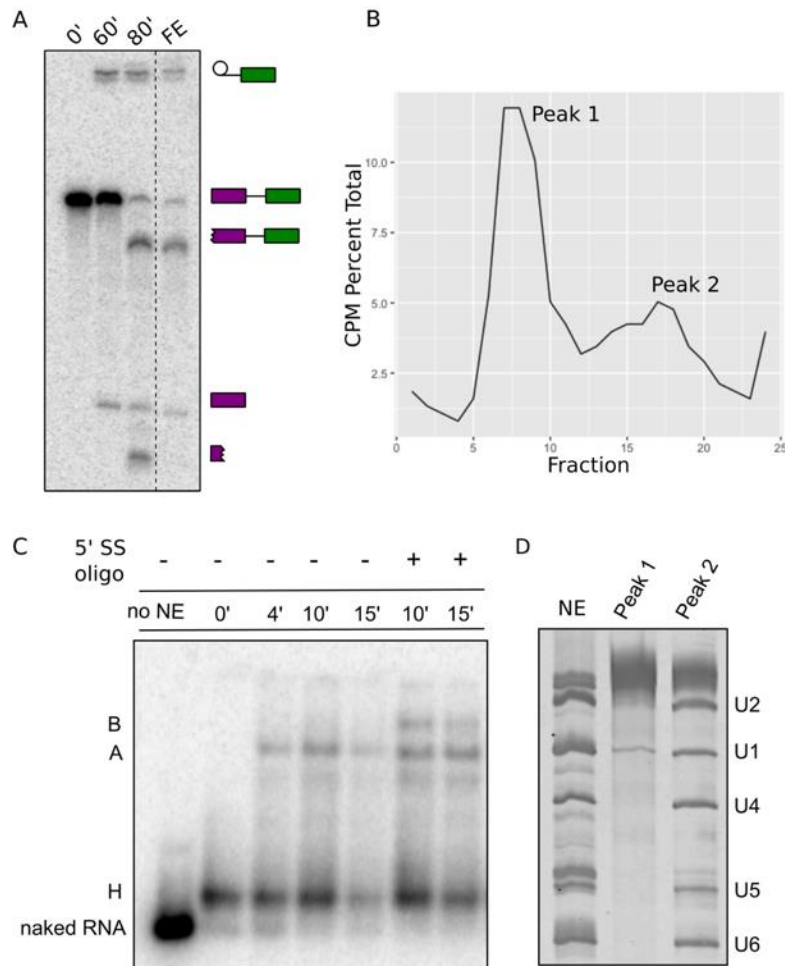 A
0' 60' 80' FE
B
Peak 1
Peak 2
CPM Percent Total
10.0
7.5
5.0
2.5
0 5 10 15 20 25
Fraction
C
5' SS oligo - - - - - + +
no NE 0' 4' 10' 15' 10' 15'
B
A
H
naked RNA
D
NE Peak 1 Peak 2
U2
U1
U4
U5
U6